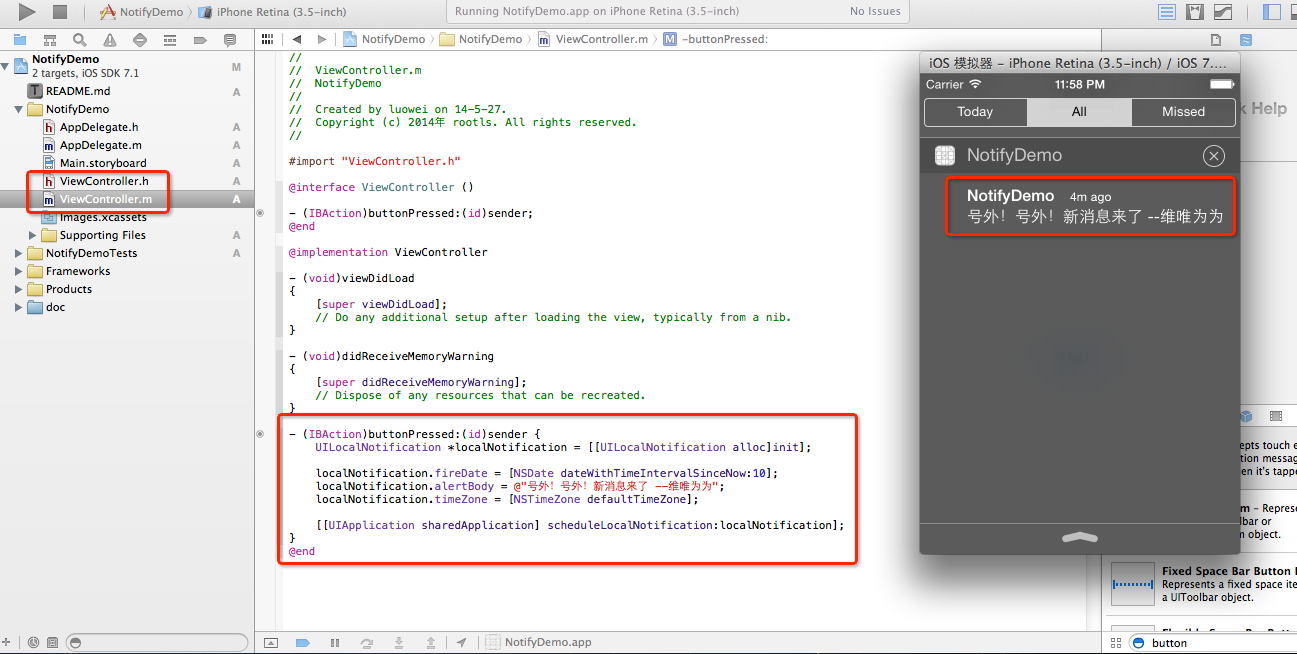 NotifyDemo
iPhone Retina (3.5-inch)
Running NotifyDemo.app on iPhone Retina (3.5-inch)
No Issues
NotifyDemo
NotifyDemo
ViewController.m
M
-buttonPressed:
NotifyDemo
2 targets, iOS SDK 7.1
M
README.md
A
NotifyDemo
h AppDelegate.h
A
m AppDelegate.m
A
Main.storyboard
A
h ViewController.h
A
m ViewController.m
A
Images.xcassets
Supporting Files
A
NotifyDemoTests
A
Frameworks
Products
doc
//
// ViewController.m
// NotifyDemo
//
// Created by luowei on 14-5-27.
// Copyright (c) 2014年 rootls. All rights reserved.
//
#import "ViewController.h"
@interface ViewController ()
- (IBAction)buttonPressed:(id)sender;
@end
@implementation ViewController
- (void)viewDidLoad
{
[super viewDidLoad];
// Do any additional setup after loading the view, typically from a nib.
}
- (void)didReceiveMemoryWarning
{
[super didReceiveMemoryWarning];
// Dispose of any resources that can be recreated.
}
- (IBAction)buttonPressed:(id)sender {
UILocalNotification *localNotification = [[UILocalNotification alloc]init];
localNotification.fireDate = [NSDate dateWithTimeIntervalSinceNow:10];
localNotification.alertBody = @"号外！号外！新消息来了 --维唯为为";
localNotification.timeZone = [NSTimeZone defaultTimeZone];
[[UIApplication sharedApplication] scheduleLocalNotification:localNotification];
}
@end
NotifyDemo.app
iOS 模拟器 - iPhone Retina (3.5-inch) / iOS 7....
Carrier
11:58 PM
Today
All
Missed
NotifyDemo
NotifyDemo 4m ago
号外！号外！新消息来了 --维唯为为
k Help
epts touch e
tion messag
en it's tappe
m - Represe
lbar or
n object.
Fixed Space Bar Button I
Represents a fixed space ite
a UIToolbar object.
button